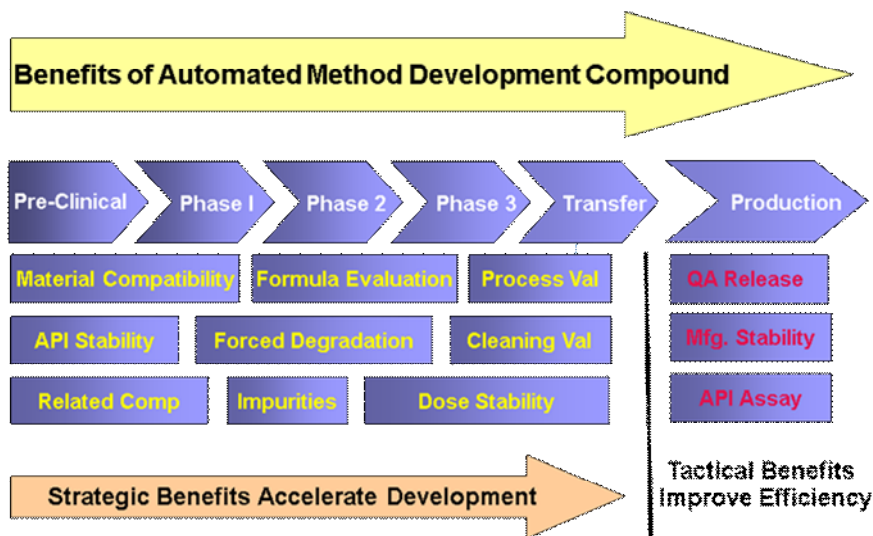 Benefits of Automated Method Development Compound
Pre-Clinical Phase I Phase 2 Phase 3 Transfer Production
Material Compatibility Formula Evaluation Process Val QA Release
API Stability Forced Degradation Cleaning Val Mfg. Stability
Related Comp Impurities Dose Stability API Assay
Strategic Benefits Accelerate Development
Tactical Benefits
Improve Efficiency